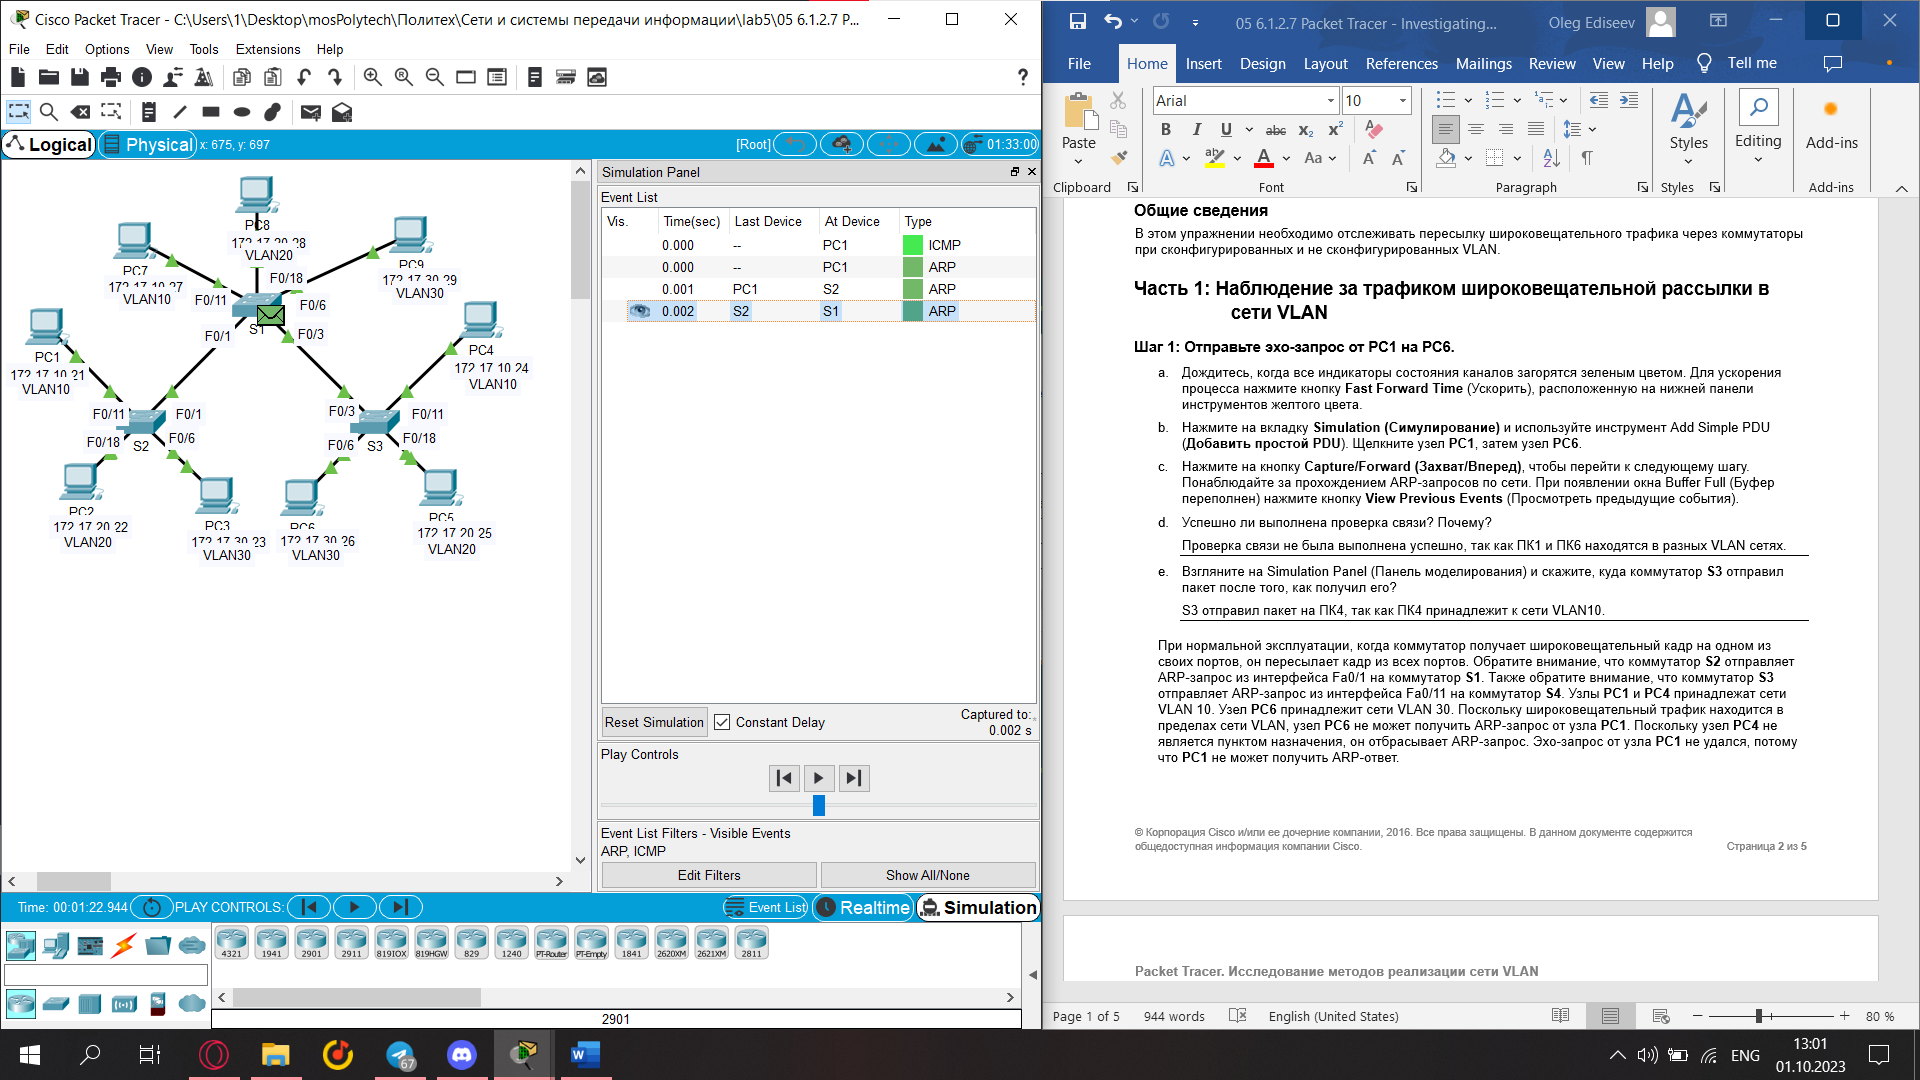 Cisco Packet Tracer - C:\Users\1\Desktop\mosPolytech\Политех\Сети и системы передачи информации\lab5\05 6.1.2.7 P...
File Edit Options View Tools Extensions Help
?
Logical Physical x: 675, y: 697 [Root] 01:33:00
PC8
172.17.20.28
VLAN20
PC7
172.17.10.27
VLAN10
PC9
172.17.30.29
VLAN30
F0/18
F0/11
F0/6
S1
F0/1
F0/3
PC1
172.17.10.21
VLAN10
PC4
172.17.10.24
VLAN10
F0/11
F0/1
F0/3
F0/11
F0/18
S2
F0/6
F0/6
S3
F0/18
PC2
172.17.20.22
VLAN20
PC3
172.17.30.23
VLAN30
PC6
172.17.30.26
VLAN30
PC5
172.17.20.25
VLAN20
Simulation Panel
Event List
Vis. Time(sec) Last Device At Device Type
0.000 -- PC1 ICMP
0.000 -- PC1 ARP
0.001 PC1 S2 ARP
0.002 S2 S1 ARP
Reset Simulation Constant Delay Captured to:
0.002 s
Play Controls
Event List Filters - Visible Events
ARP, ICMP
Edit Filters Show All/None
Time: 00:01:22.944 PLAY CONTROLS: Event List Realtime Simulation
4321 1941 2901 2911 819IOX 819HGW 829 1240 PT-Router PT-Empty 1841 2620XM 2621XM 2811
2901
05 6.1.2.7 Packet Tracer - Investigating... Oleg Ediseev
File Home Insert Design Layout References Mailings Review View Help Tell me
Paste
Arial 10
B I U abc x₂ x²
A ab A Aa A A
Styles
Editing
Add-ins
Clipboard Font Paragraph Styles Add-ins
Общие сведения
В этом упражнении необходимо отслеживать пересылку широковещательного трафика через коммутаторы
при сконфигурированных и не сконфигурированных VLAN.
Часть 1: Наблюдение за трафиком широковещательной рассылки в
сети VLAN
Шаг 1: Отправьте эхо-запрос от PC1 на PC6.
a. Дождитесь, когда все индикаторы состояния каналов загорятся зеленым цветом. Для ускорения
процесса нажмите кнопку Fast Forward Time (Ускорить), расположенную на нижней панели
инструментов желтого цвета.
b. Нажмите на вкладку Simulation (Симулирование) и используйте инструмент Add Simple PDU
(Добавить простой PDU). Щелкните узел PC1, затем узел PC6.
c. Нажмите на кнопку Capture/Forward (Захват/Вперед), чтобы перейти к следующему шагу.
Понаблюдайте за прохождением ARP-запросов по сети. При появлении окна Buffer Full (Буфер
переполнен) нажмите кнопку View Previous Events (Просмотреть предыдущие события).
d. Успешно ли выполнена проверка связи? Почему?
Проверка связи не была выполнена успешно, так как ПК1 и ПК6 находятся в разных VLAN сетях.
e. Взгляните на Simulation Panel (Панель моделирования) и скажите, куда коммутатор S3 отправил
пакет после того, как получил его?
S3 отправил пакет на ПК4, так как ПК4 принадлежит к сети VLAN10.
При нормальной эксплуатации, когда коммутатор получает широковещательный кадр на одном из
своих портов, он пересылает кадр из всех портов. Обратите внимание, что коммутатор S2 отправляет
ARP-запрос из интерфейса Fa0/1 на коммутатор S1. Также обратите внимание, что коммутатор S3
отправляет ARP-запрос из интерфейса Fa0/11 на коммутатор S4. Узлы PC1 и PC4 принадлежат сети
VLAN 10. Узел PC6 принадлежит сети VLAN 30. Поскольку широковещательный трафик находится в
пределах сети VLAN, узел PC6 не может получить ARP-запрос от узла PC1. Поскольку узел PC4 не
является пунктом назначения, он отбрасывает ARP-запрос. Эхо-запрос от узла PC1 не удался, потому
что PC1 не может получить ARP-ответ.
© Корпорация Cisco и/или ее дочерние компании, 2016. Все права защищены. В данном документе содержится
общедоступная информация компании Cisco. Страница 2 из 5
Packet Tracer. Исследование методов реализации сети VLAN
Page 1 of 5 944 words English (United States) 80 %
67
ENG
13:01
01.10.2023